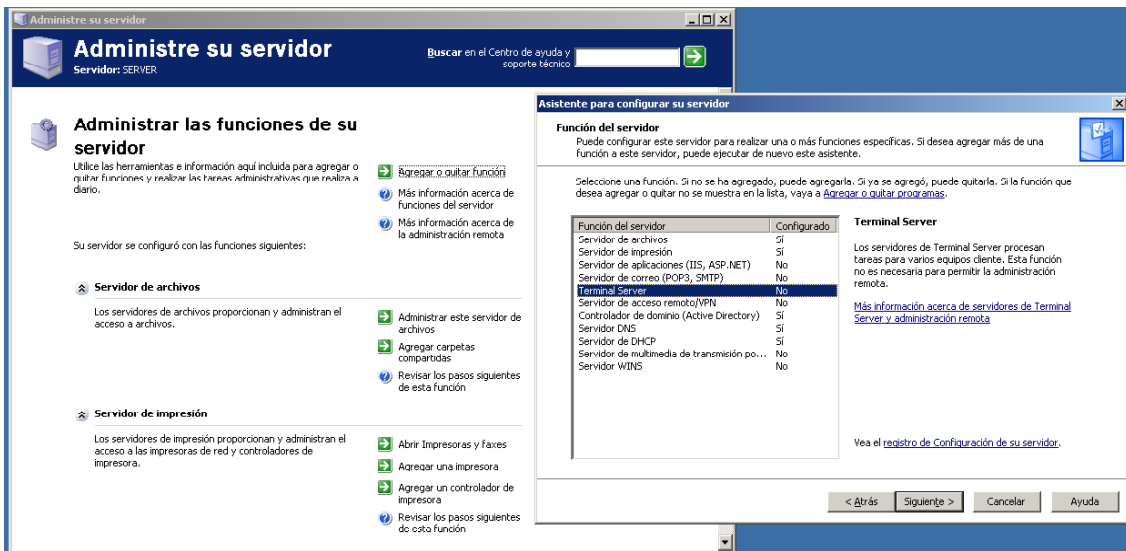 Administre su servidor
Administre su servidor
Servidor: SERVER
Buscar en el Centro de ayuda y
soporte técnico
Administrar las funciones de su
servidor
Utilice las herramientas e información aquí incluida para agregar o
quitar funciones y realizar las tareas administrativas que realiza a
diario.
Agregar o quitar función
Más información acerca de
funciones del servidor
Más información acerca de
la administración remota
Su servidor se configuró con las funciones siguientes:
Servidor de archivos
Los servidores de archivos proporcionan y administran el
acceso a archivos.
Administrar este servidor de
archivos
Agregar carpetas
compartidas
Revisar los pasos siguientes
de esta función
Servidor de impresión
Los servidores de impresión proporcionan y administran el
acceso a las impresoras de red y controladores de
impresora.
Abrir Impresoras y faxes
Agregar una impresora
Agregar un controlador de
impresora
Revisar los pasos siguientes
de esta función
Asistente para configurar su servidor
Función del servidor
Puede configurar este servidor para realizar una o más funciones específicas. Si desea agregar más de una
función a este servidor, puede ejecutar de nuevo este asistente.
Seleccione una función. Si no se ha agregado, puede agregarla. Si ya se agregó, puede quitarla. Si la función que
desea agregar o quitar no se muestra en la lista, vaya a Agregar o quitar programas.
Función del servidor Configurado
Servidor de archivos Sí
Servidor de impresión Sí
Servidor de aplicaciones (IIS, ASP.NET) No
Servidor de correo (POP3, SMTP) No
Terminal Server No
Servidor de acceso remoto/VPN No
Controlador de dominio (Active Directory) Sí
Servidor DNS Sí
Servidor de DHCP Sí
Servidor de multimedia de transmisión po... No
Servidor WINS No
Terminal Server
Los servidores de Terminal Server procesan
tareas para varios equipos cliente. Esta función
no es necesaria para permitir la administración
remota.
Más información acerca de servidores de Terminal
Server y administración remota
Vea el registro de Configuración de su servidor.
< Atrás
Siguiente >
Cancelar
Ayuda